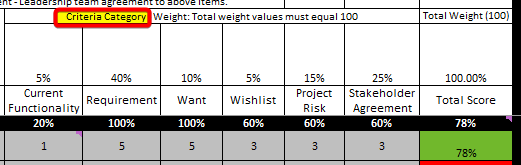 ent - Leadership team agreement to above items.
Criteria Category Weight: Total weight values must equal 100 Total Weight (100)
5% 40% 10% 5% 15% 25% 100.00%
Current Functionality Requirement Want Wishlist Project Risk Stakeholder Agreement Total Score
20% 100% 100% 60% 60% 60% 78%
1 5 5 3 3 3 78%